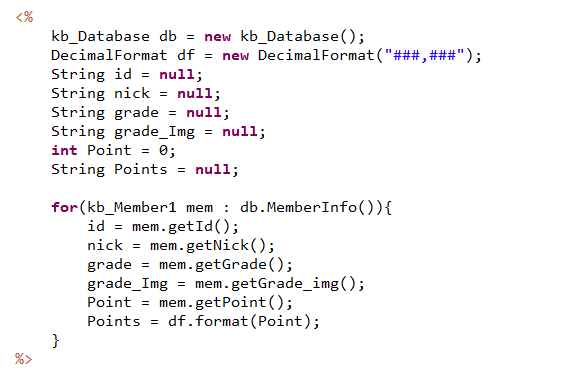 <%
    kb_Database db = new kb_Database();
    DecimalFormat df = new DecimalFormat("###,###");
    String id = null;
    String nick = null;
    String grade = null;
    String grade_Img = null;
    int Point = 0;
    String Points = null;

    for(kb_Member1 mem : db.MemberInfo()){
        id = mem.getId();
        nick = mem.getNick();
        grade = mem.getGrade();
        grade_Img = mem.getGrade_img();
        Point = mem.getPoint();
        Points = df.format(Point);
    }
%>